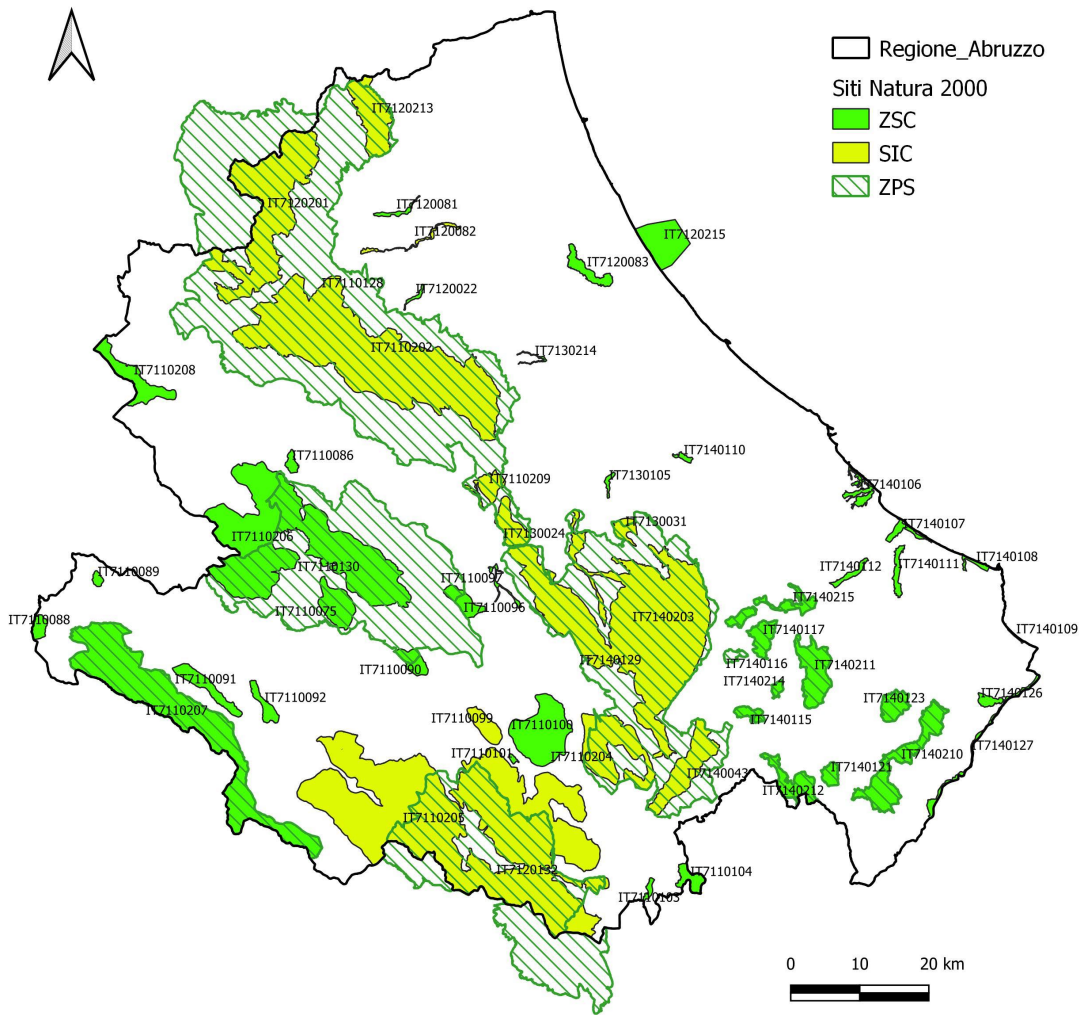 Regione_Abruzzo
Siti Natura 2000
ZSC
SIC
ZPS
IT7120213
IT7120201
IT7120081
IT7120082
IT7120215
IT7120083
IT7110128
IT7120022
IT7110202
IT7130214
IT7110208
IT7110086
IT7140110
IT7110209
IT7130105
IT7140106
IT7130031
IT7140107
IT7110206
IT7130024
IT7140108
IT7140111
IT7140112
IT7110130
IT7110089
IT7110097
IT7140215
IT7110075
IT7110096
IT7140203
IT7110088
IT7140117
IT7140109
IT7140129
IT7140116
IT7140211
IT7110090
IT7110091
IT7140214
IT7110092
IT7140126
IT7140123
IT7110207
IT7110099
IT7140115
IT7110100
IT7140127
IT7110101
IT7110204
IT7140210
IT7140121
IT7140043
IT7140212
IT7110205
IT7120132
IT7110104
IT7110103
0 10 20 km